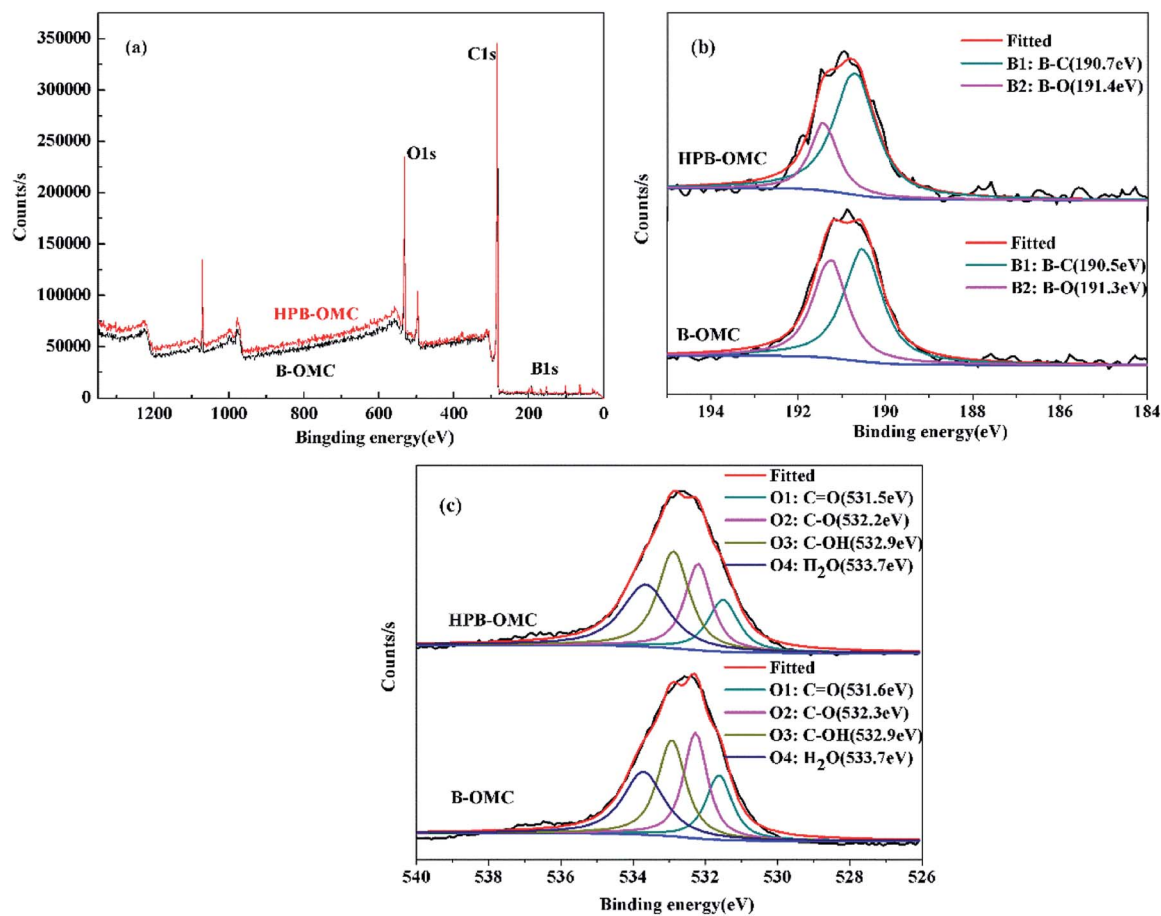 (a)
350000
300000
250000
200000
150000
100000
50000
0
Counts/s
C1s
O1s
HPB-OMC
B-OMC
B1s
1200 1000 800 600 400 200 0
Bingding energy(eV)
(b)
Fitted
B1: B-C(190.7eV)
B2: B-O(191.4eV)
HPB-OMC
Counts/s
Fitted
B1: B-C(190.5eV)
B2: B-O(191.3eV)
B-OMC
194 192 190 188 186 184
Binding energy(eV)
(c)
Fitted
O1: C=O(531.5eV)
O2: C-O(532.2eV)
O3: C-OH(532.9eV)
O4: Π₂O(533.7eV)
HPB-OMC
Counts/s
Fitted
O1: C=O(531.6eV)
O2: C-O(532.3eV)
O3: C-OH(532.9eV)
O4: H₂O(533.7eV)
B-OMC
540 538 536 534 532 530 528 526
Binding energy(eV)